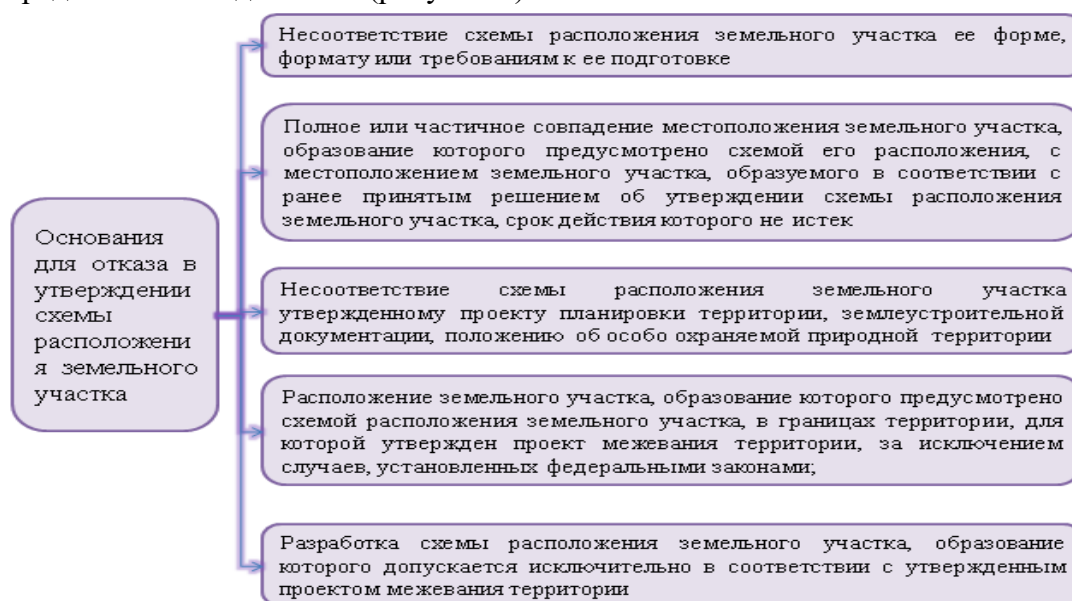 Несоответствие схемы расположения земельного участка ее форме,
формату или требованиям к ее подготовке
Полное или частичное совпадение местоположения земельного участка,
образование которого предусмотрено схемой его расположения, с
местоположением земельного участка, образуемого в соответствии с
ранее принятым решением об утверждении схемы расположения
земельного участка, срок действия которого не истек
Основания
для отказа в
утверждении
схемы
расположени
я земельного
участка
Несоответствие схемы расположения земельного участка
утвержденному проекту планировки территории, землеустроительной
документации, положению об особо охраняемой природной территории
Расположение земельного участка, образование которого предусмотрено
схемой расположения земельного участка, в границах территории, для
которой утвержден проект межевания территории, за исключением
случаев, установленных федеральными законами;
Разработка схемы расположения земельного участка, образование
которого допускается исключительно в соответствии с утвержденным
проектом межевания территории